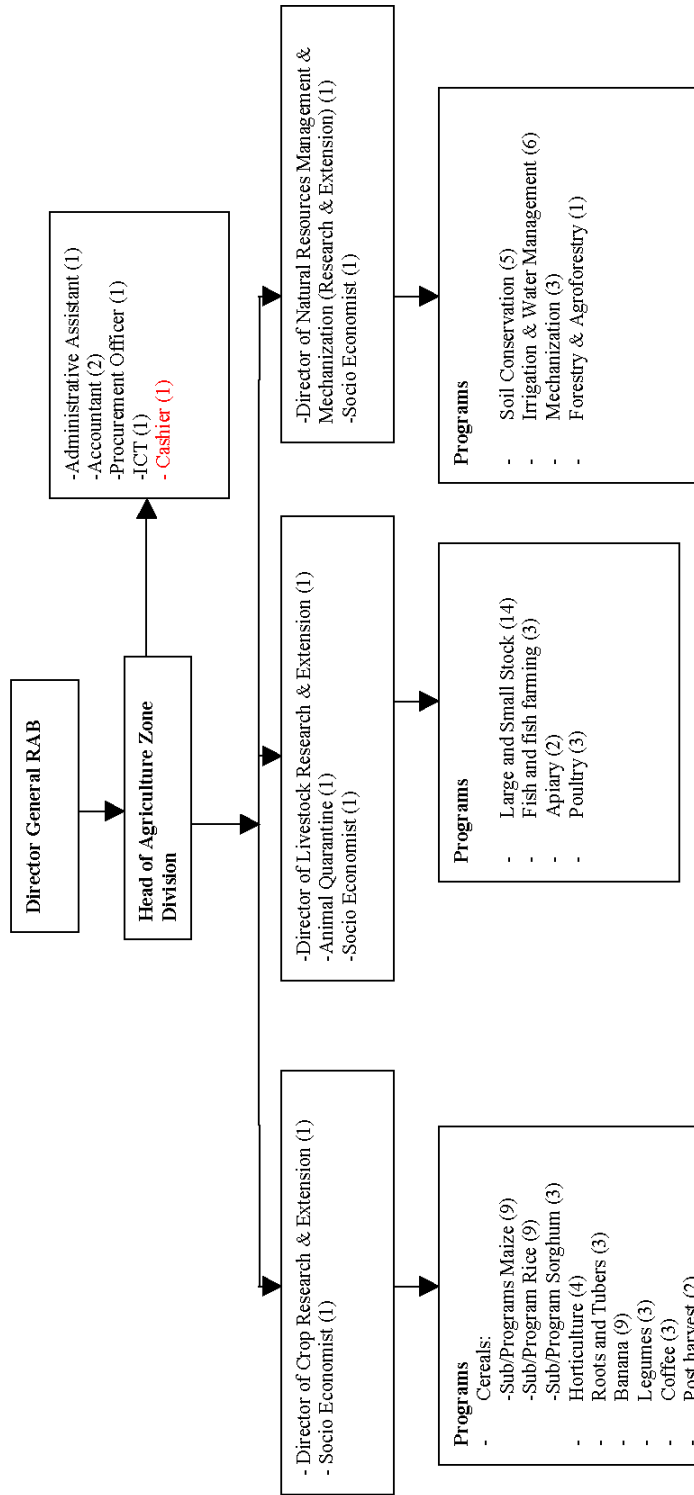 Director General RAB
Head of Agriculture Zone
Division
-Administrative Assistant (1)
-Accountant (2)
-Procurement Officer (1)
-ICT (1)
- Cashier (1)
- Director of Crop Research & Extension (1)
- Socio Economist (1)
-Director of Livestock Research & Extension (1)
-Animal Quarantine (1)
-Socio Economist (1)
-Director of Natural Resources Management &
Mechanization (Research & Extension) (1)
-Socio Economist (1)
Programs
- Cereals:
-Sub/Programs Maize (9)
-Sub/Program Rice (9)
-Sub/Program Sorghum (3)
- Horticulture (4)
- Roots and Tubers (3)
- Banana (9)
- Legumes (3)
- Coffee (3)
- Post harvest (2)
Programs
- Large and Small Stock (14)
- Fish and fish farming (3)
- Apiary (2)
- Poultry (3)
Programs
- Soil Conservation (5)
- Irrigation & Water Management (6)
- Mechanization (3)
- Forestry & Agroforestry (1)